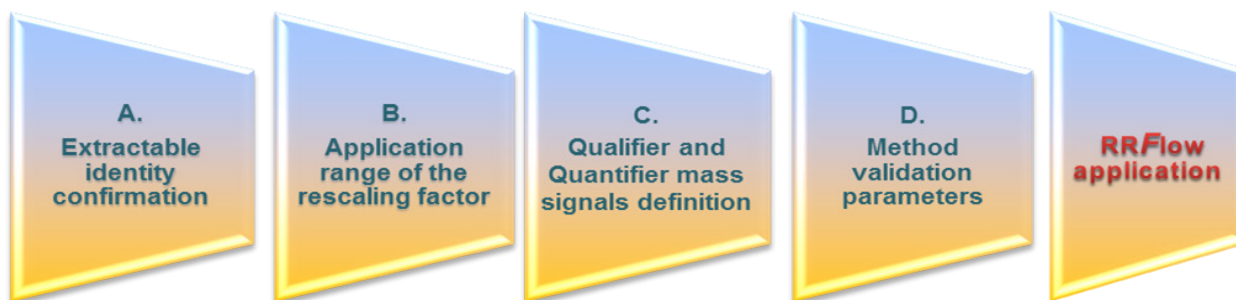 A.
Extractable
identity
confirmation
B.
Application
range of the
rescaling factor
C.
Qualifier and
Quantifier mass
signals definition
D.
Method
validation
parameters
RRFlow
application